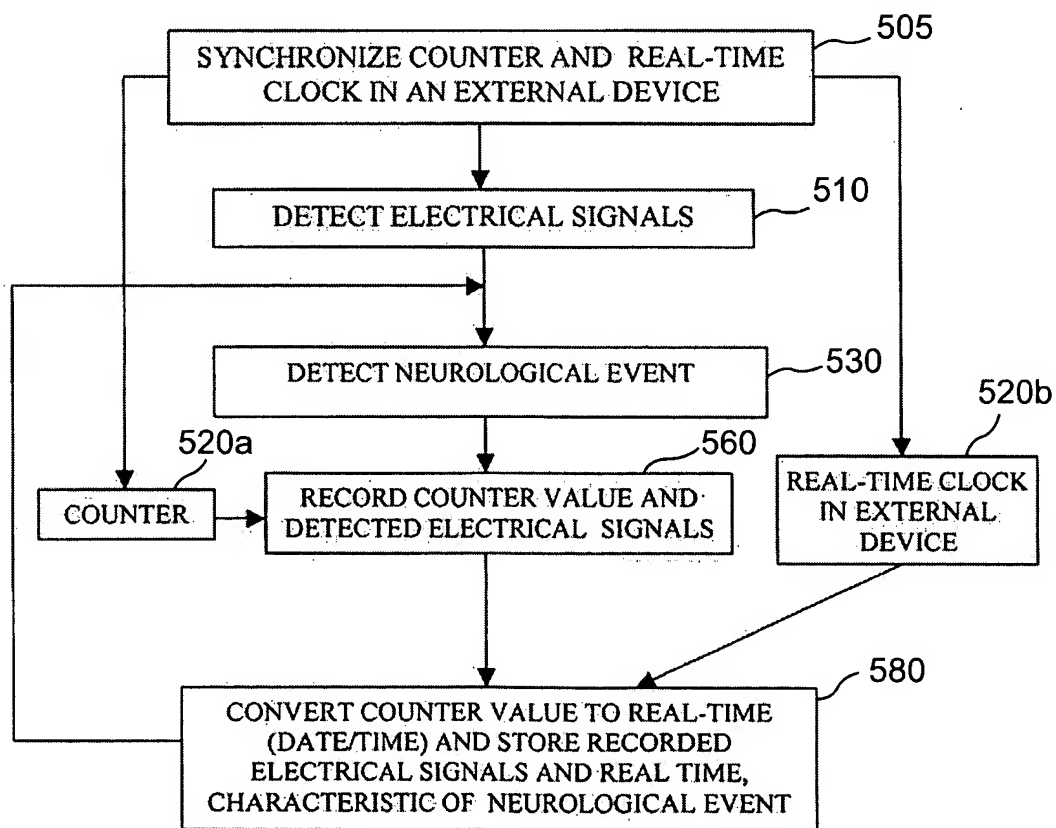 505
SYNCHRONIZE COUNTER AND REAL-TIME
CLOCK IN AN EXTERNAL DEVICE
510
DETECT ELECTRICAL SIGNALS
DETECT NEUROLOGICAL EVENT
530
520a
COUNTER
560
RECORD COUNTER VALUE AND
DETECTED ELECTRICAL SIGNALS
520b
REAL-TIME CLOCK
IN EXTERNAL
DEVICE
580
CONVERT COUNTER VALUE TO REAL-TIME
(DATE/TIME) AND STORE RECORDED
ELECTRICAL SIGNALS AND REAL TIME,
CHARACTERISTIC OF NEUROLOGICAL EVENT